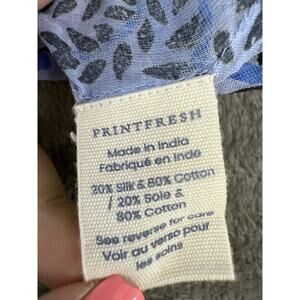 PRINTFRESH
Made in India
Fabriqué en Inde
20% Silk & 80% Cotton
/ 20% Soie &
80% Cotton
See reverse for care
Voir au verso pour
les soins